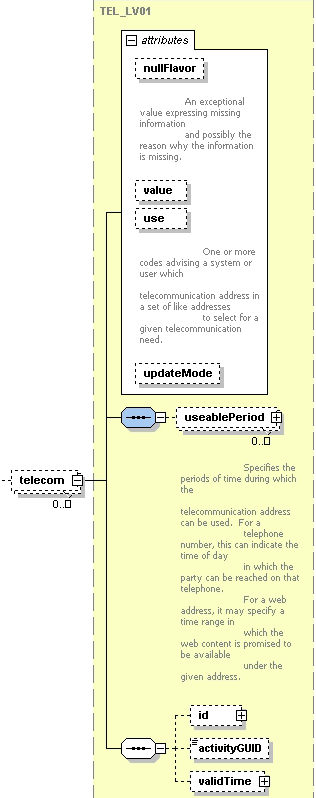 TEL_LV01
attributes
nullFlavor
An exceptional
value expressing missing
information
and possibly the
reason why the information
is missing.
value
use
One or more
codes advising a system or
user which
telecommunication address in
a set of like addresses
to select for a
given telecommunication
need.
updateMode
useablePeriod
0..
Specifies the
periods of time during which
the
telecommunication address
can be used. For a
telephone
number, this can indicate the
time of day
in which the
party can be reached on that
telephone.
For a web
address, it may specify a
time range in
which the
web content is promised to
be available
under the
given address.
telecom
0..
id
activityGUID
validTime